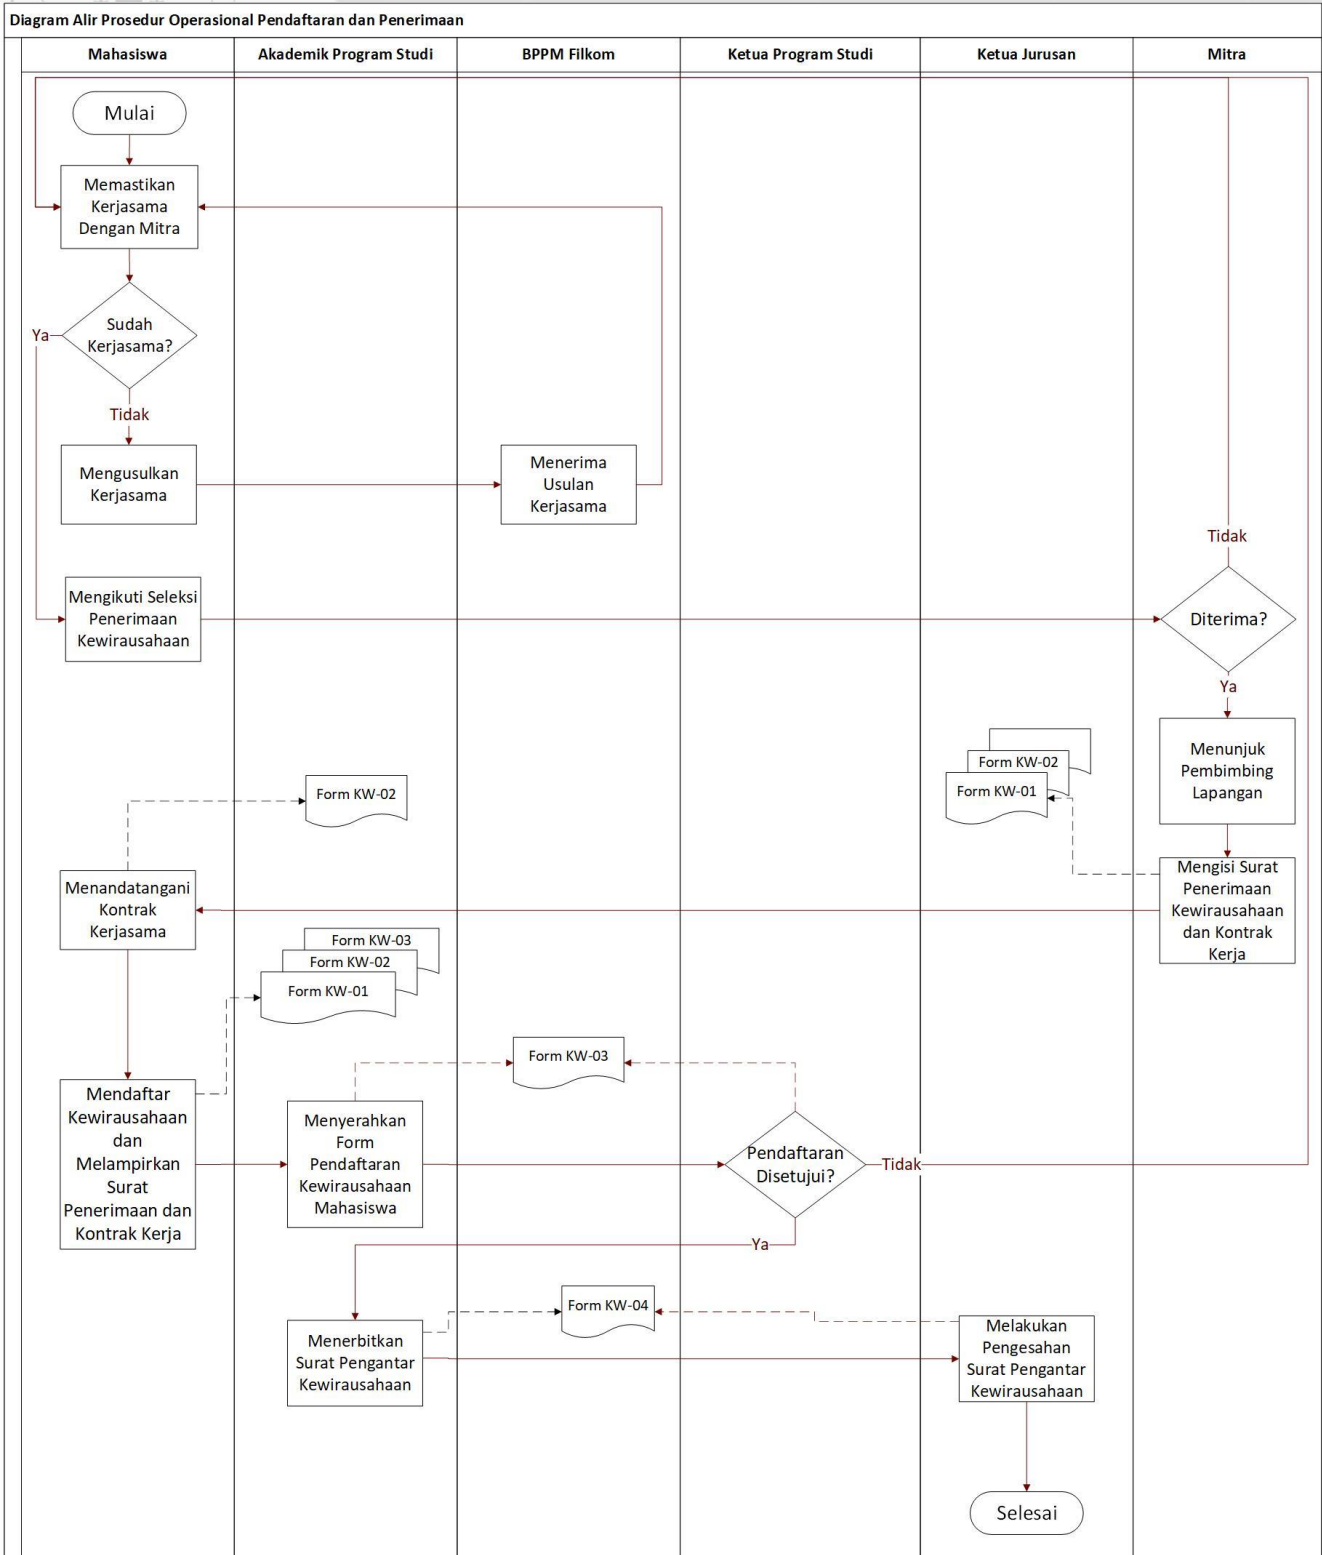 Diagram Alir Prosedur Operasional Pendaftaran dan Penerimaan
Mahasiswa
Akademik Program Studi
BPPM Filkom
Ketua Program Studi
Ketua Jurusan
Mitra
Mulai
Memastikan
Kerjasama
Dengan Mitra
Sudah
Kerjasama?
Ya
Tidak
Mengusulkan
Kerjasama
Menerima
Usulan
Kerjasama
Mengikuti Seleksi
Penerimaan
Kewirausahaan
Tidak
Diterima?
Ya
Menunjuk
Pembimbing
Lapangan
Form KW-02
Form KW-01
Form KW-02
Mengisi Surat
Penerimaan
Kewirausahaan
dan Kontrak
Kerja
Menandatangani
Kontrak
Kerjasama
Form KW-03
Form KW-02
Form KW-01
Mendaftar
Kewirausahaan
dan
Melampirkan
Surat
Penerimaan dan
Kontrak Kerja
Form KW-03
Menyerahkan
Form
Pendaftaran
Kewirausahaan
Mahasiswa
Pendaftaran
Disetujui?
Tidak
Ya
Form KW-04
Menerbitkan
Surat Pengantar
Kewirausahaan
Melakukan
Pengesahan
Surat Pengantar
Kewirausahaan
Selesai